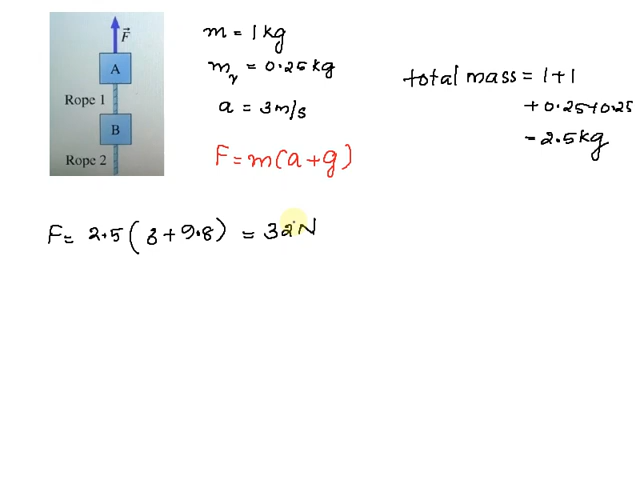 F
A
Rope 1
B
Rope 2
m = 1 kg
mr = 0.25 kg
a = 3 m/s
F = m(a + g)
total mass = 1 + 1
+ 0.25 + 0.25
= 2.5 kg
F = 2.5 ( 3 + 9.8 ) = 32 N